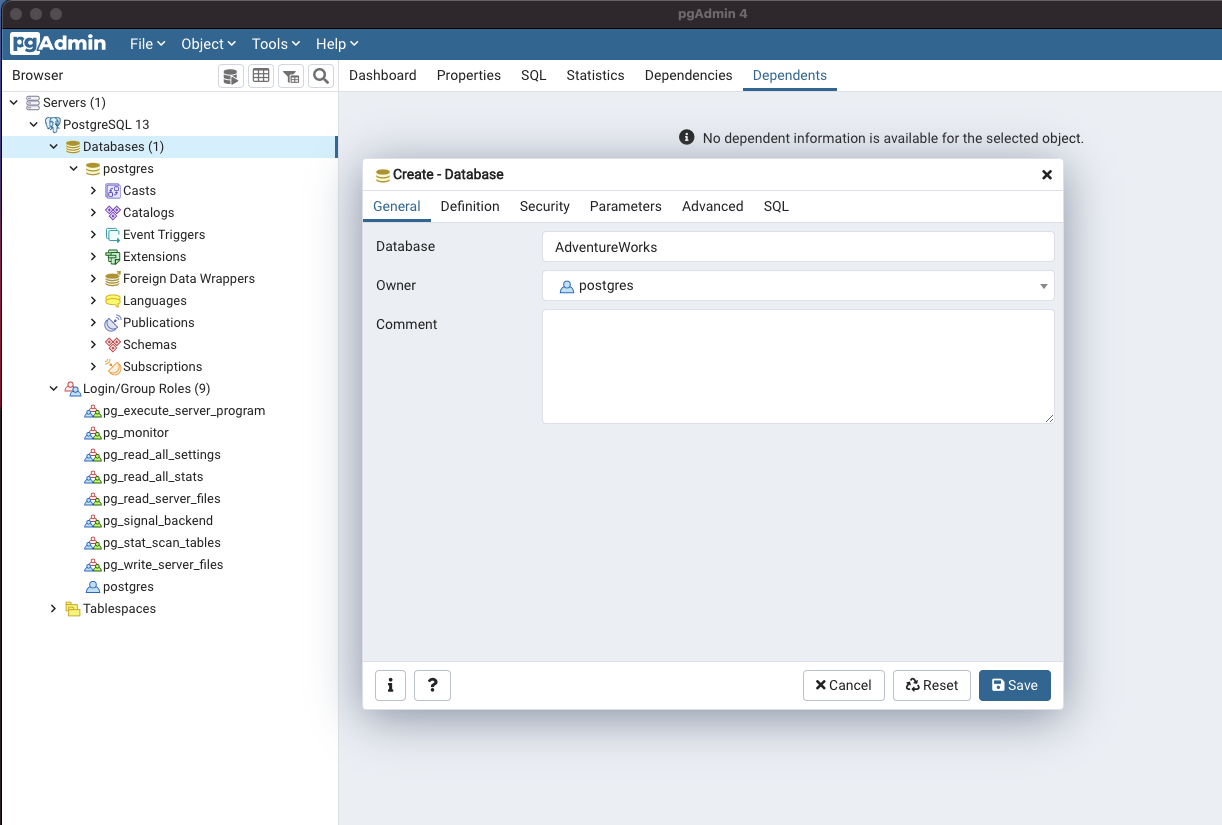 pgAdmin 4
pgAdmin File Object Tools Help
Browser
Dashboard Properties SQL Statistics Dependencies Dependents
Servers (1)
PostgreSQL 13
Databases (1)
postgres
Casts
Catalogs
Event Triggers
Extensions
Foreign Data Wrappers
Languages
Publications
Schemas
Subscriptions
Login/Group Roles (9)
pg_execute_server_program
pg_monitor
pg_read_all_settings
pg_read_all_stats
pg_read_server_files
pg_signal_backend
pg_stat_scan_tables
pg_write_server_files
postgres
Tablespaces
No dependent information is available for the selected object.
Create - Database
General Definition Security Parameters Advanced SQL
Database AdventureWorks
Owner postgres
Comment
i ? Cancel Reset Save